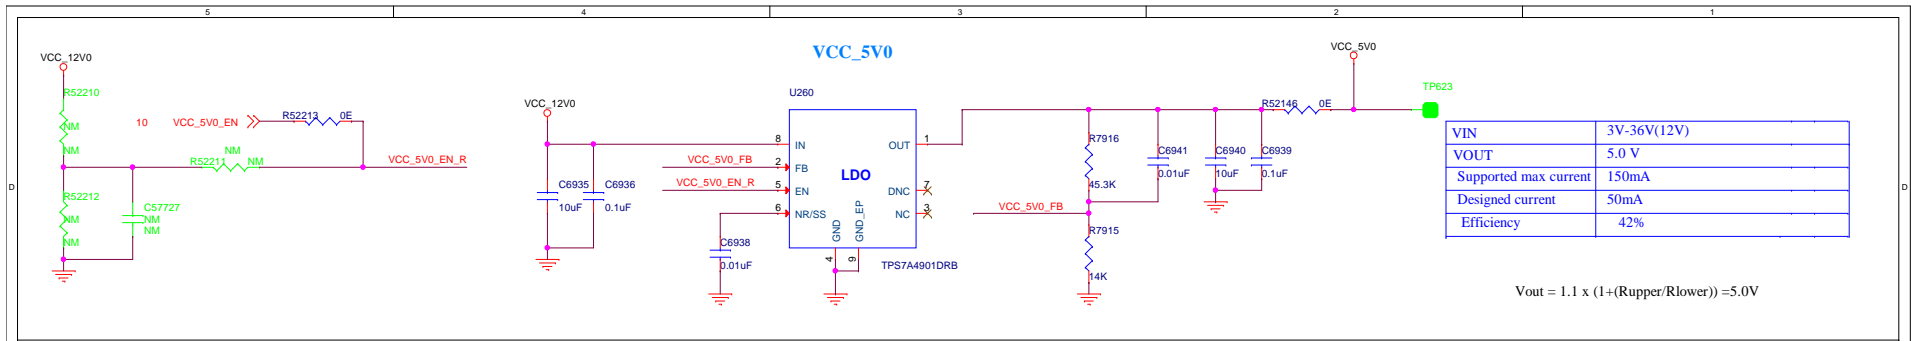 5
4
3
2
1
D
D
VCC_5V0
VCC_12V0
R52210
NM
10
VCC_5V0_EN
R52213
0E
NM
R52211
NM
VCC_5V0_EN_R
R52212
NM
C57727
NM
NM
VCC_12V0
C6935
10uF
C6936
0.1uF
VCC_5V0_FB
VCC_5V0_EN_R
C6938
0.01uF
U260
8
IN
2
FB
5
EN
6
NR/SS
LDO
OUT
1
DNC
7
NC
3
GND
4
GND_EP
9
TPS7A4901DRB
VCC_5V0_FB
R7916
45.3K
R7915
14K
C6941
0.01uF
C6940
10uF
C6939
0.1uF
R52146
0E
VCC_5V0
TP623
VIN 3V-36V(12V)
VOUT 5.0 V
Supported max current 150mA
Designed current 50mA
Efficiency 42%
Vout = 1.1 x (1+(Rupper/Rlower)) =5.0V